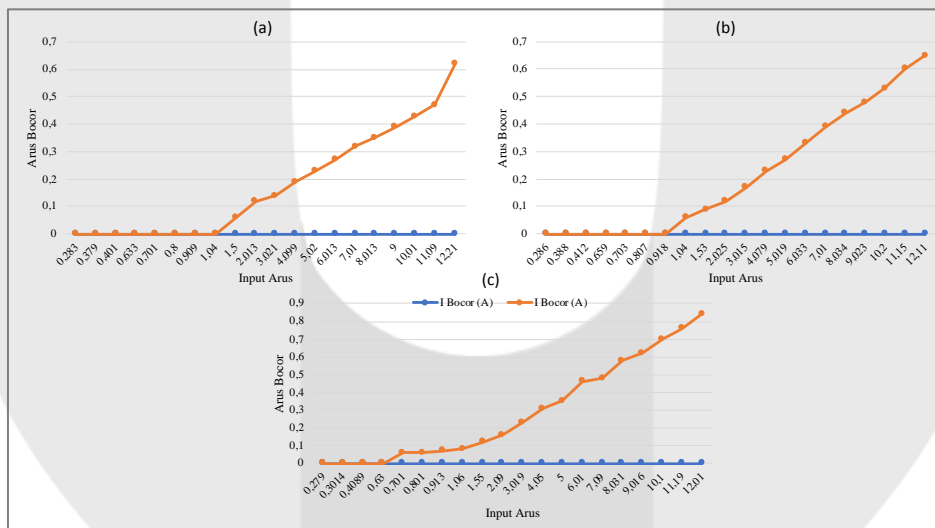 (a)
0,7
0,6
0,5
0,4
0,3
0,2
0,1
0
Arus Bocor
0,283 0,379 0,401 0,633 0,701 0,8 0,909 1,04 1,5 2,013 3,021 4,099 5,02 6,013 7,01 8,013 9 10,01 11,09 12,21
Input Arus
(b)
0,7
0,6
0,5
0,4
0,3
0,2
0,1
0
Arus Bocor
0,286 0,388 0,412 0,659 0,703 0,807 0,918 1,04 1,53 2,025 3,015 4,079 5,019 6,033 7,01 8,034 9,023 10,2 11,15 12,11
Input Arus
(c)
I Bocor (A) I Bocor (A)
0,9
0,8
0,7
0,6
0,5
0,4
0,3
0,2
0,1
0
Arus Bocor
0,279 0,3014 0,4089 0,63 0,701 0,801 0,913 1,06 1,55 2,09 3,019 4,05 5 6,01 7,09 8,031 9,016 10,1 11,19 12,01
Input Arus